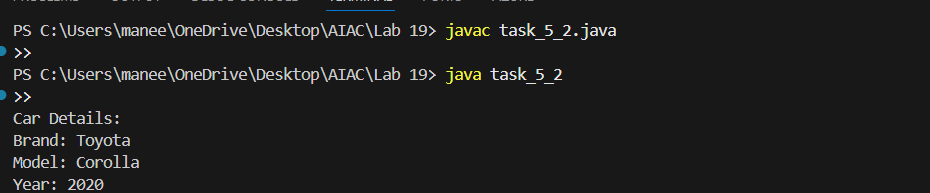 PS C:\Users\manee\OneDrive\Desktop\AIAC\Lab 19> javac task_5_2.java
>>
PS C:\Users\manee\OneDrive\Desktop\AIAC\Lab 19> java task_5_2
>>
Car Details:
Brand: Toyota
Model: Corolla
Year: 2020